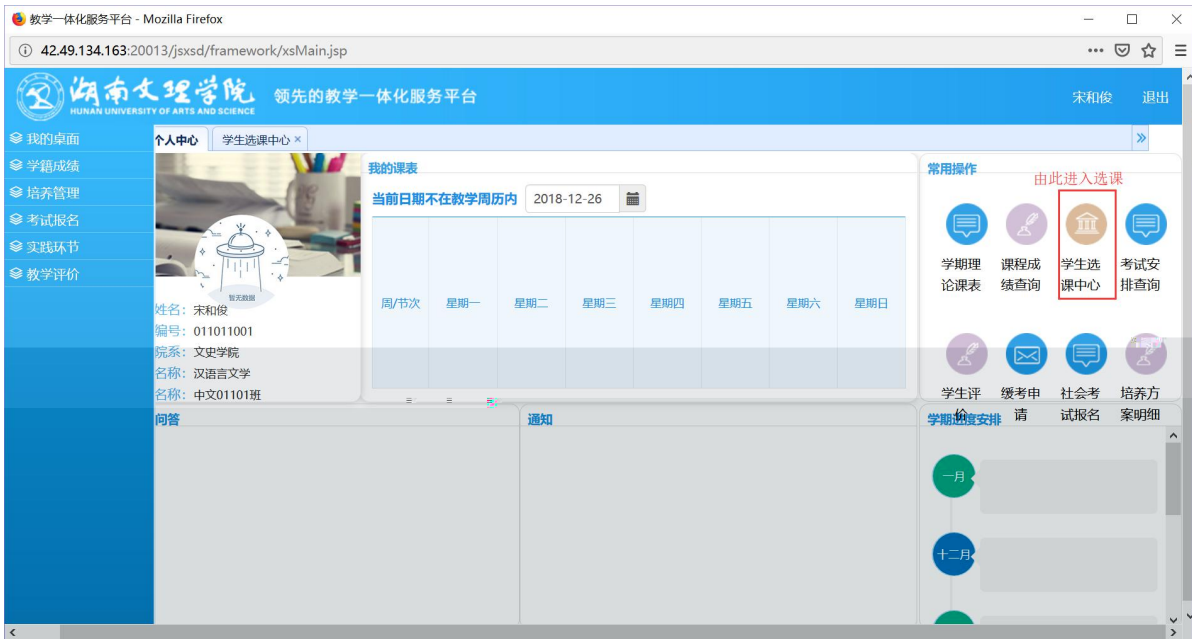 教学一体化服务平台 - Mozilla Firefox
42.49.134.163:20013/jsxsd/framework/xsMain.jsp
湖南文理学院
HUNAN UNIVERSITY OF ARTS AND SCIENCE
领先的教学一体化服务平台
宋和俊 退出
我的桌面
学籍成绩
培养管理
考试报名
实践环节
教学评价
个人中心 学生选课中心 ×
暂无数据
姓名: 宋和俊
编号: 011011001
院系: 文史学院
名称: 汉语言文学
名称: 中文01101班
我的课表
当前日期不在教学周历内 2018-12-26
周/节次 星期一 星期二 星期三 星期四 星期五 星期六 星期日
常用操作
由此进入选课
学期理论课表
课程成绩查询
学生选课中心
考试安排查询
学生评价
缓考申请
社会考试报名
培养方案明细
问答
通知
学期进度安排
一月
十二月